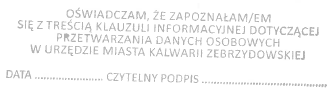 OŚWIADCZAM, ŻE ZAPOZNAŁAM/EM
SIĘ Z TREŚCIĄ KLAUZULI INFORMACYJNEJ DOTYCZĄCEJ
PRZETWARZANIA DANYCH OSOBOWYCH
W URZĘDZIE MIASTA KALWARII ZEBRZYDOWSKIEJ
DATA ...................... CZYTELNY PODPIS ........................................